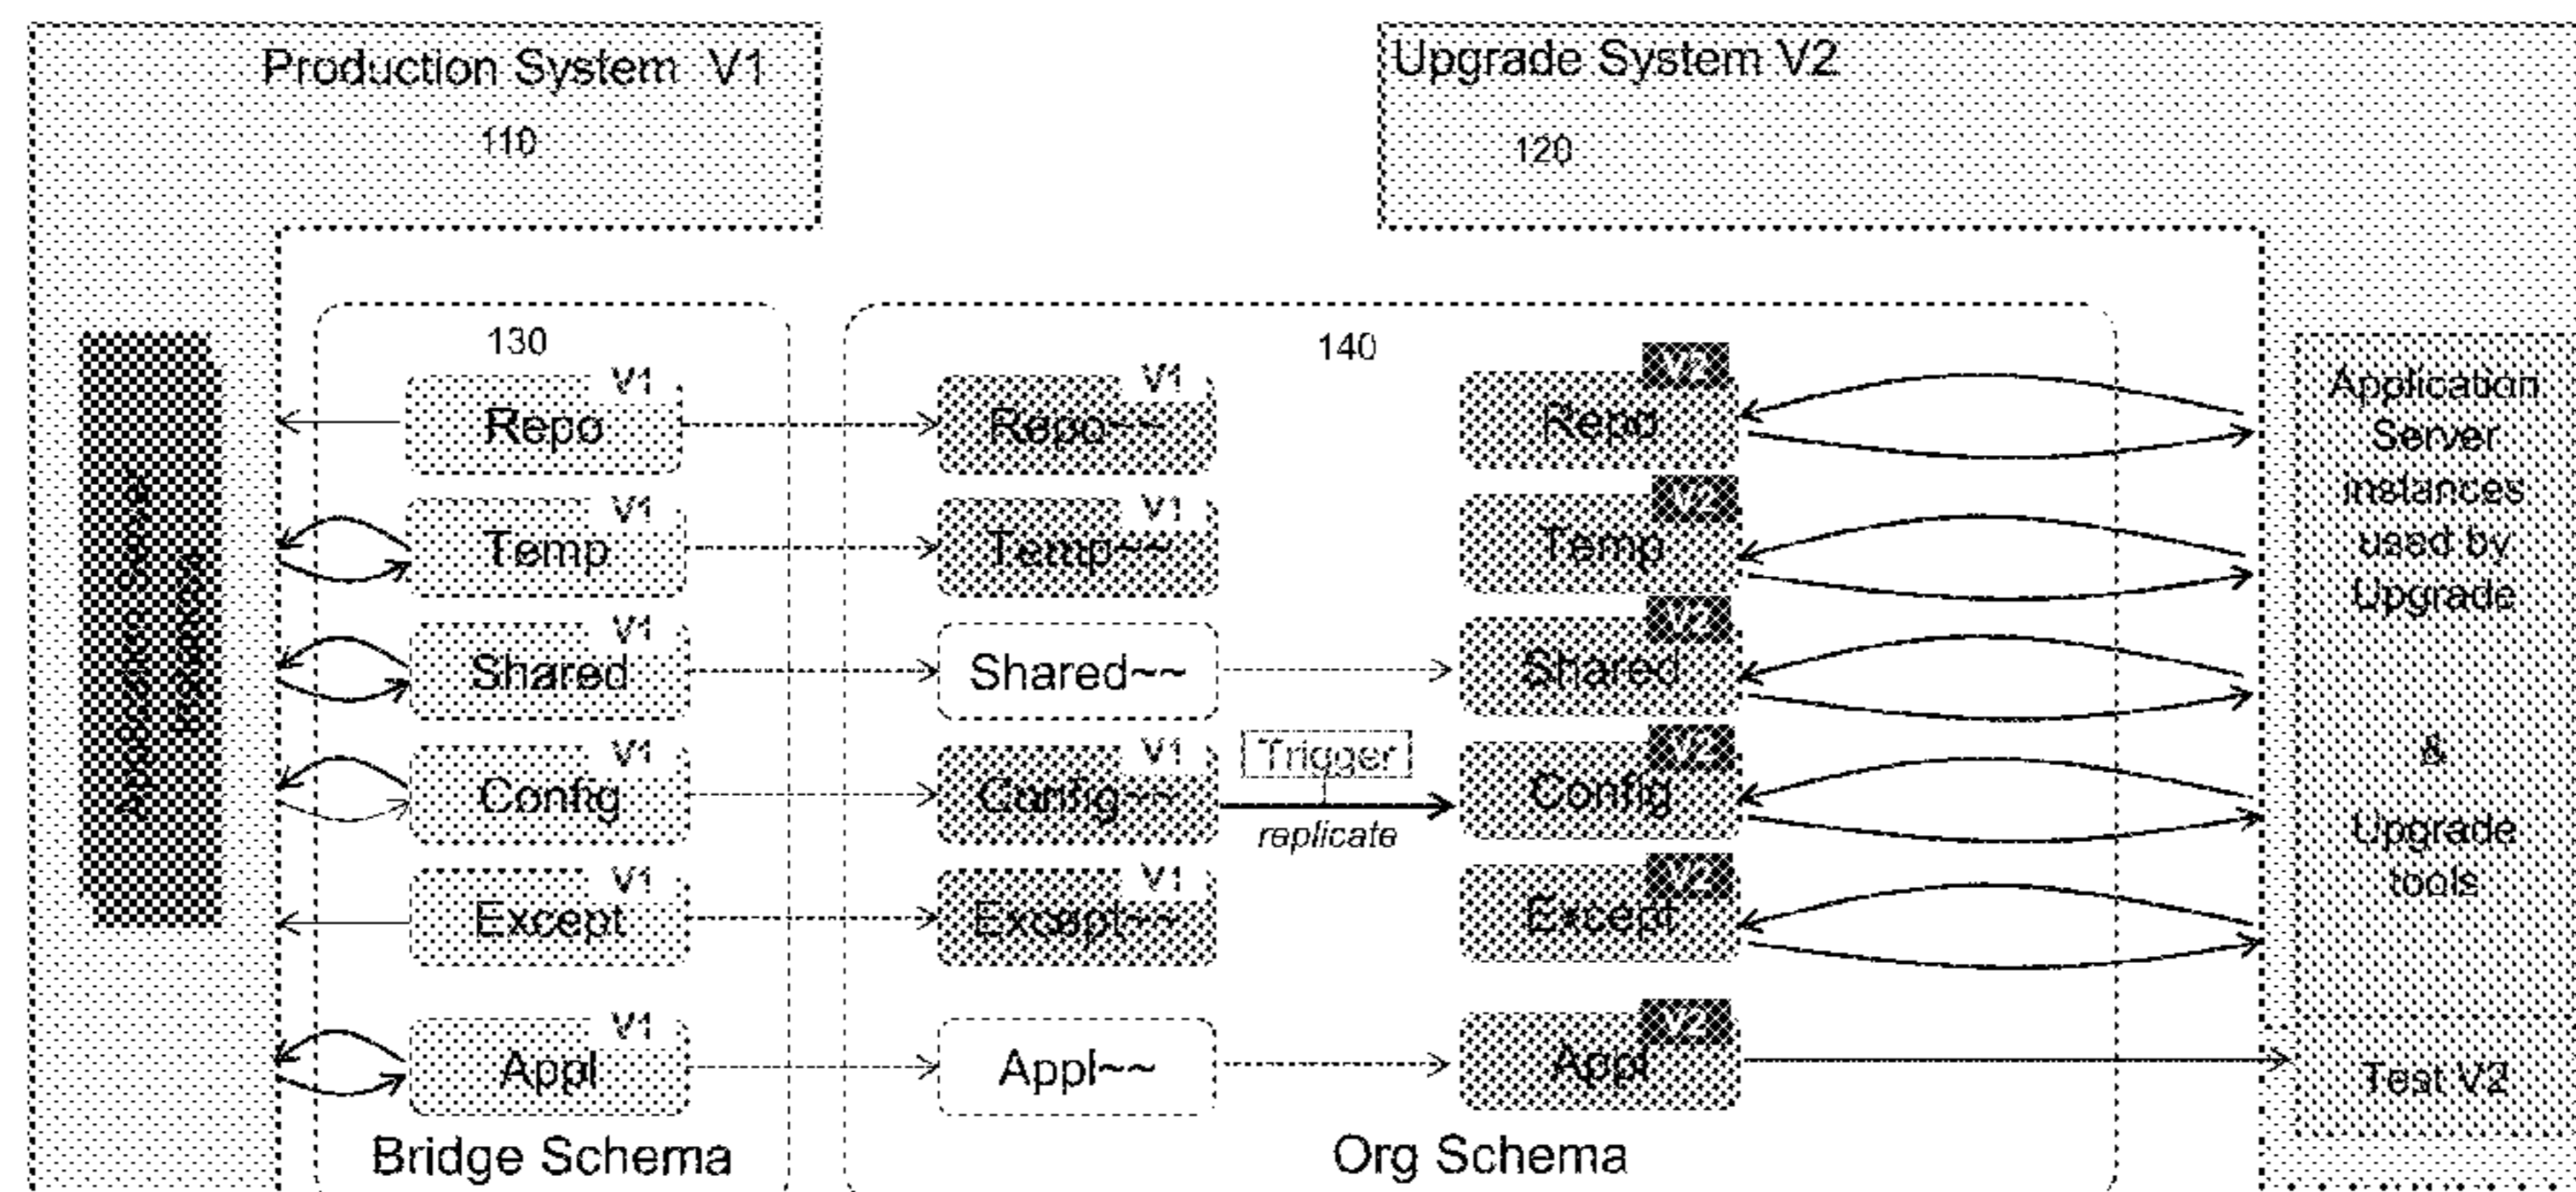 Production System V1
110
Upgrade System V2
120
130
140
V1
Repo
V1
Repo~~
V2
Repo
V1
Temp
V1
Temp~~
V2
Temp
V1
Shared
Shared~~
V2
Shared
V1
Config
V1
Config~~
Trigger
replicate
V2
Config
V1
Except
V1
Except~~
V2
Except
V1
Appl
Appl~~
V2
Appl
Bridge Schema
Org Schema
Application
Server
instances
used by
Upgrade
&
Upgrade
tools
Test V2
Application Server